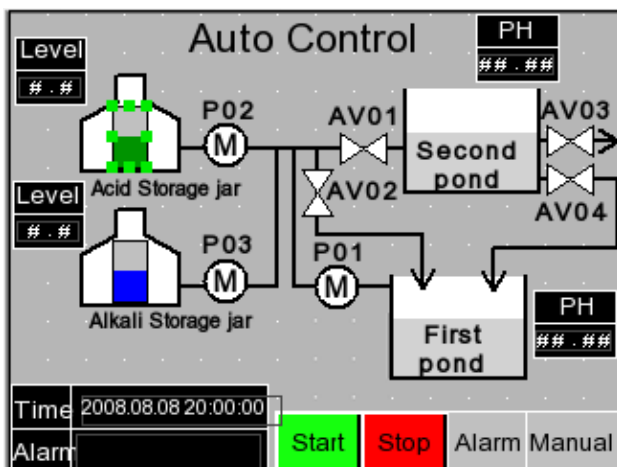 Auto Control
Level
#.#
PH
##.##
P02
AV01
AV03
M
Second
pond
Acid Storage jar
AV02
AV04
Level
#.#
P03
P01
M
M
Alkali Storage jar
First
pond
PH
##.##
Time
2008.08.08 20:00:00
Alarm
Start
Stop
Alarm
Manual